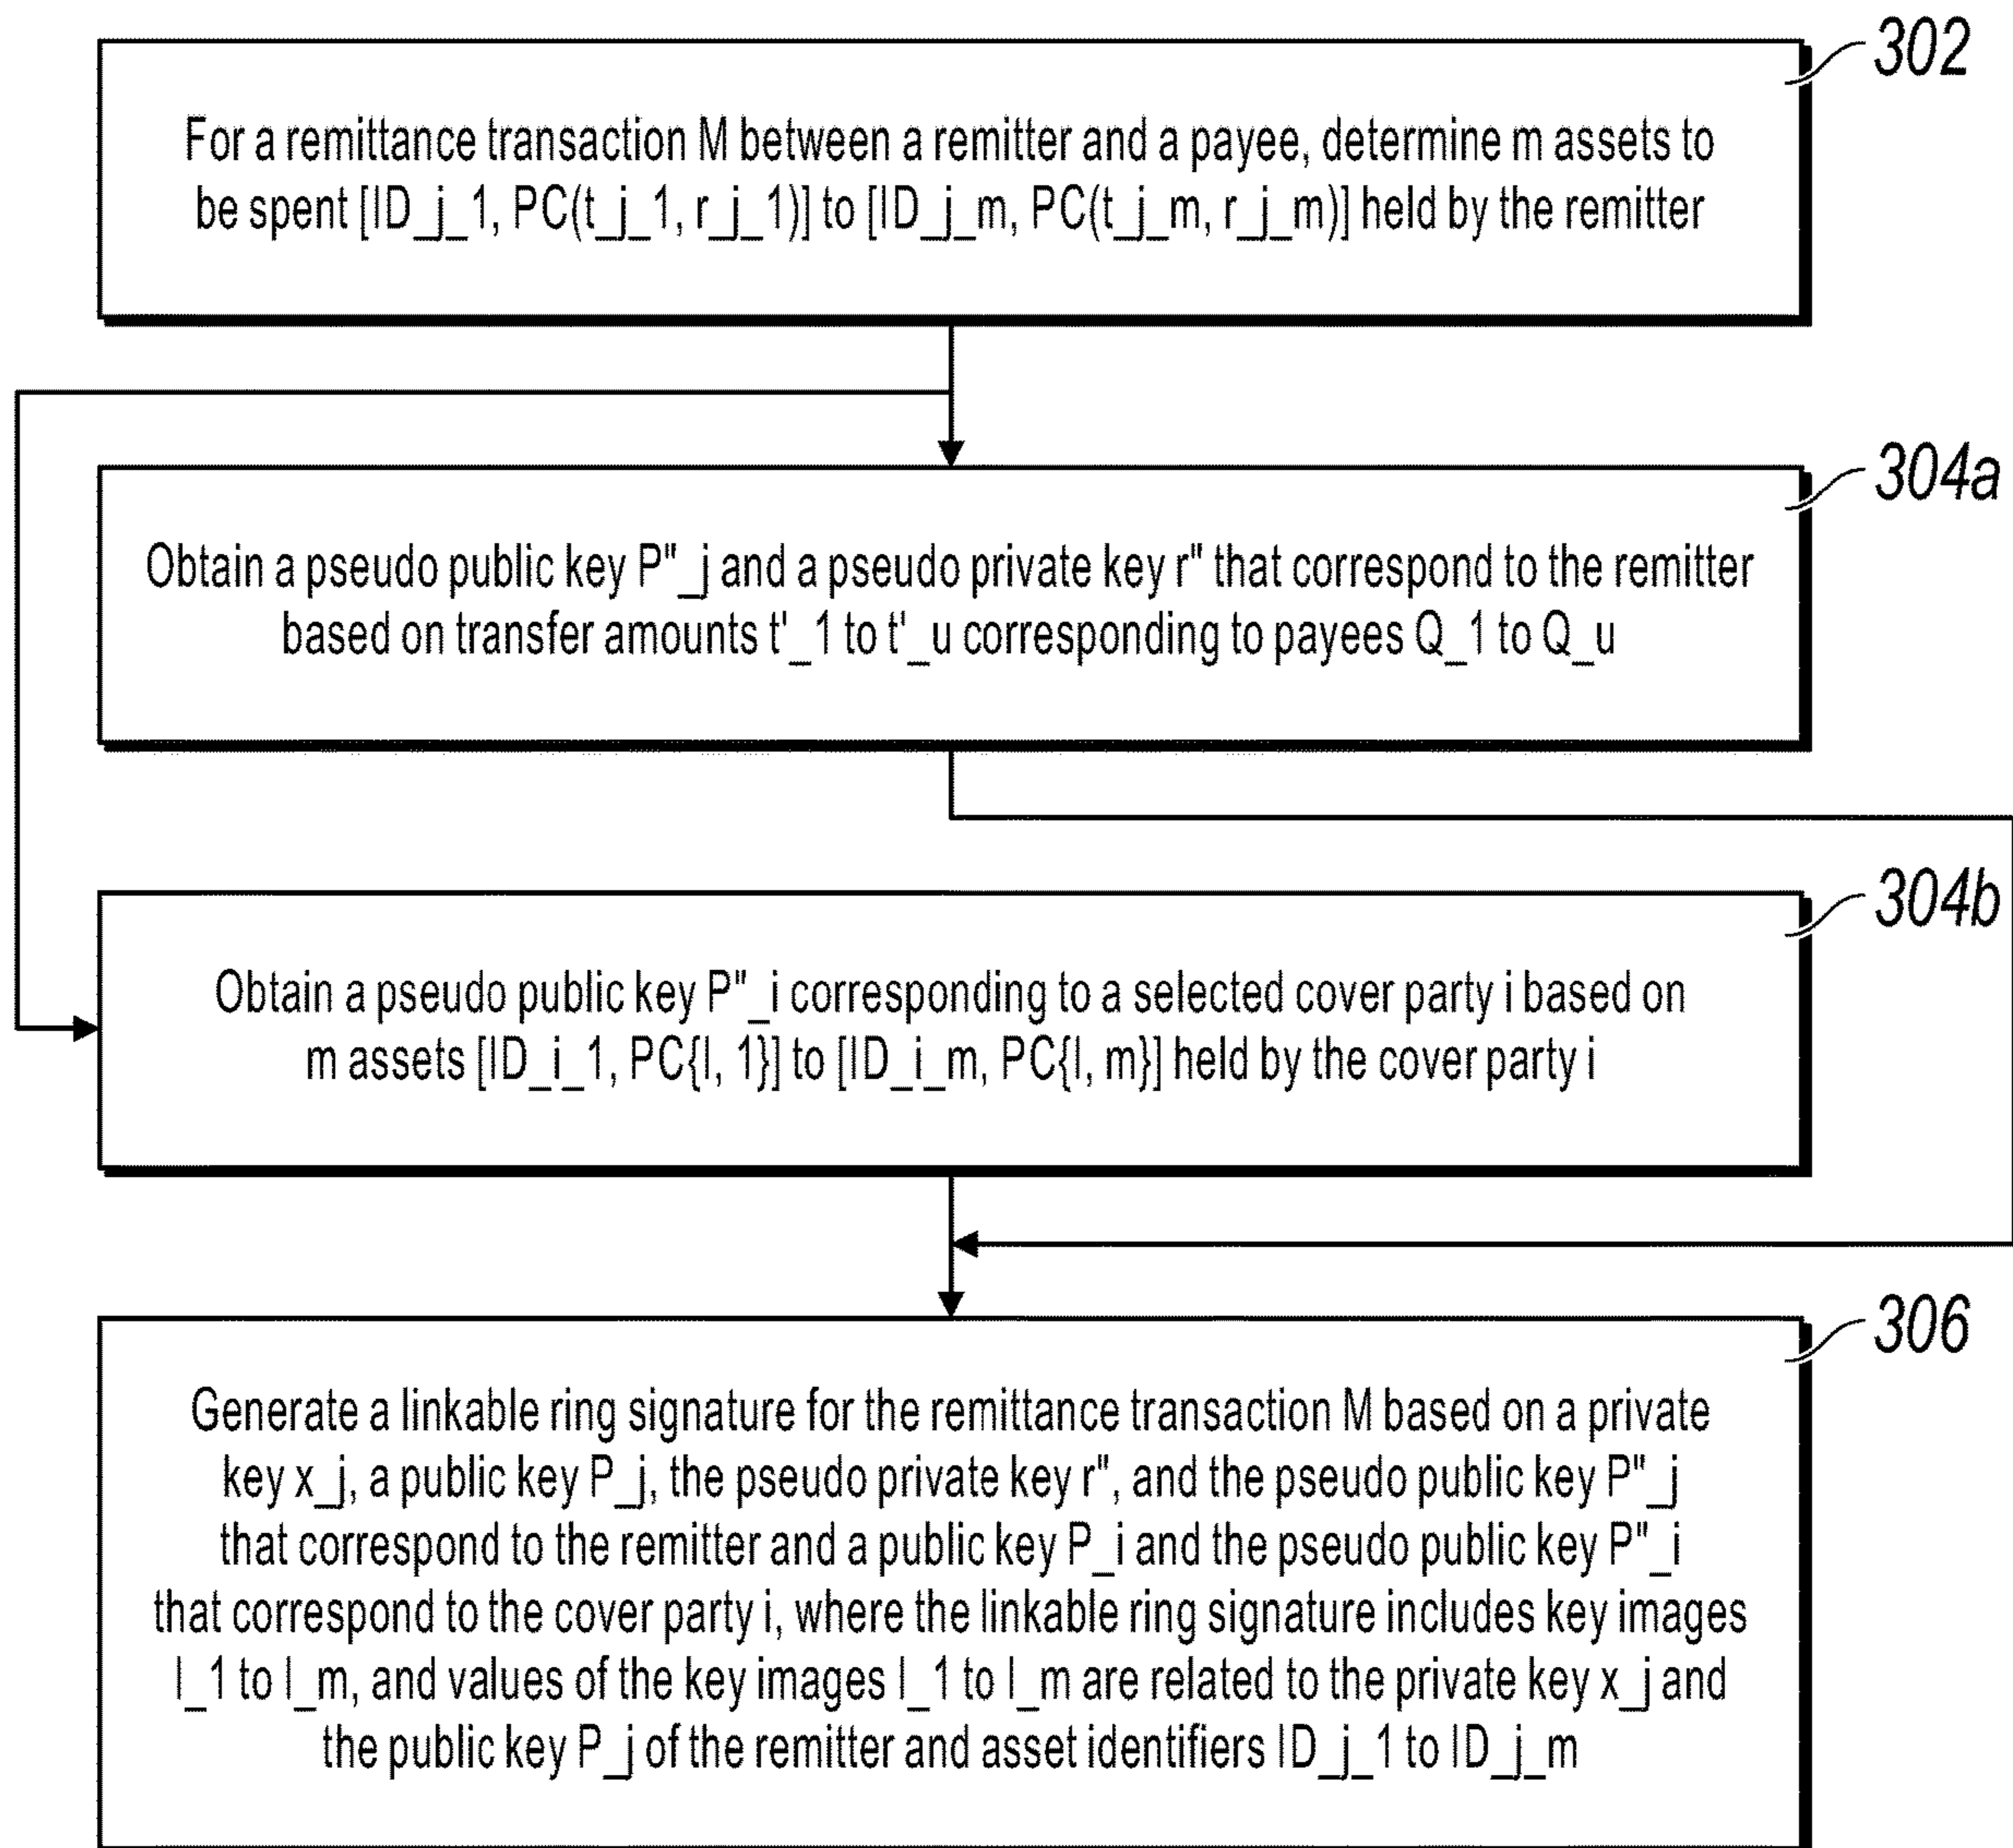 302
For a remittance transaction M between a remitter and a payee, determine m assets to
be spent [ID_j_1, PC(t_j_1, r_j_1)] to [ID_j_m, PC(t_j_m, r_j_m)] held by the remitter
304a
Obtain a pseudo public key P"_j and a pseudo private key r" that correspond to the remitter
based on transfer amounts t'_1 to t'_u corresponding to payees Q_1 to Q_u
304b
Obtain a pseudo public key P"_i corresponding to a selected cover party i based on
m assets [ID_i_1, PC{I, 1}] to [ID_i_m, PC{I, m}] held by the cover party i
306
Generate a linkable ring signature for the remittance transaction M based on a private
key x_j, a public key P_j, the pseudo private key r", and the pseudo public key P"_j
that correspond to the remitter and a public key P_i and the pseudo public key P"_i
that correspond to the cover party i, where the linkable ring signature includes key images
I_1 to I_m, and values of the key images I_1 to I_m are related to the private key x_j and
the public key P_j of the remitter and asset identifiers ID_j_1 to ID_j_m